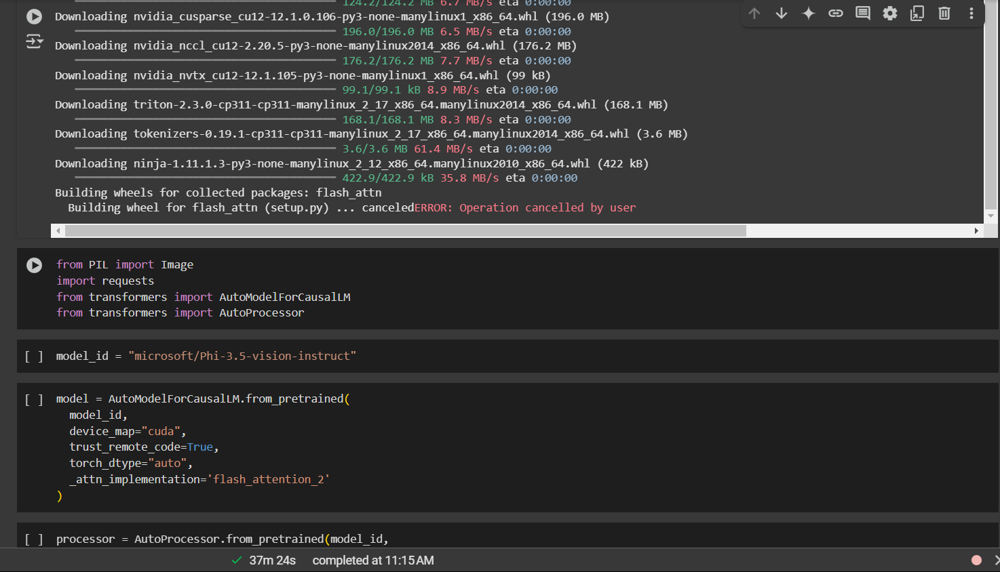 124.2/124.2 MB 6.7 MB/s eta 0:00:00
Downloading nvidia_cusparse_cu12-12.1.0.106-py3-none-manylinux1_x86_64.whl (196.0 MB)
196.0/196.0 MB 6.5 MB/s eta 0:00:00
Downloading nvidia_nccl_cu12-2.20.5-py3-none-manylinux2014_x86_64.whl (176.2 MB)
176.2/176.2 MB 7.7 MB/s eta 0:00:00
Downloading nvidia_nvtx_cu12-12.1.105-py3-none-manylinux1_x86_64.whl (99 kB)
99.1/99.1 kB 8.9 MB/s eta 0:00:00
Downloading triton-2.3.0-cp311-cp311-manylinux_2_17_x86_64.manylinux2014_x86_64.whl (168.1 MB)
168.1/168.1 MB 8.3 MB/s eta 0:00:00
Downloading tokenizers-0.19.1-cp311-cp311-manylinux_2_17_x86_64.manylinux2014_x86_64.whl (3.6 MB)
3.6/3.6 MB 61.4 MB/s eta 0:00:00
Downloading ninja-1.11.1.3-py3-none-manylinux_2_12_x86_64.manylinux2010_x86_64.whl (422 kB)
422.9/422.9 kB 35.8 MB/s eta 0:00:00
Building wheels for collected packages: flash_attn
Building wheel for flash_attn (setup.py) ... canceledERROR: Operation cancelled by user
from PIL import Image
import requests
from transformers import AutoModelForCausalLM
from transformers import AutoProcessor
[ ] model_id = "microsoft/Phi-3.5-vision-instruct"
[ ] model = AutoModelForCausalLM.from_pretrained(
model_id,
device_map="cuda",
trust_remote_code=True,
torch_dtype="auto",
_attn_implementation='flash_attention_2'
)
[ ] processor = AutoProcessor.from_pretrained(model_id,
37m 24s completed at 11:15 AM